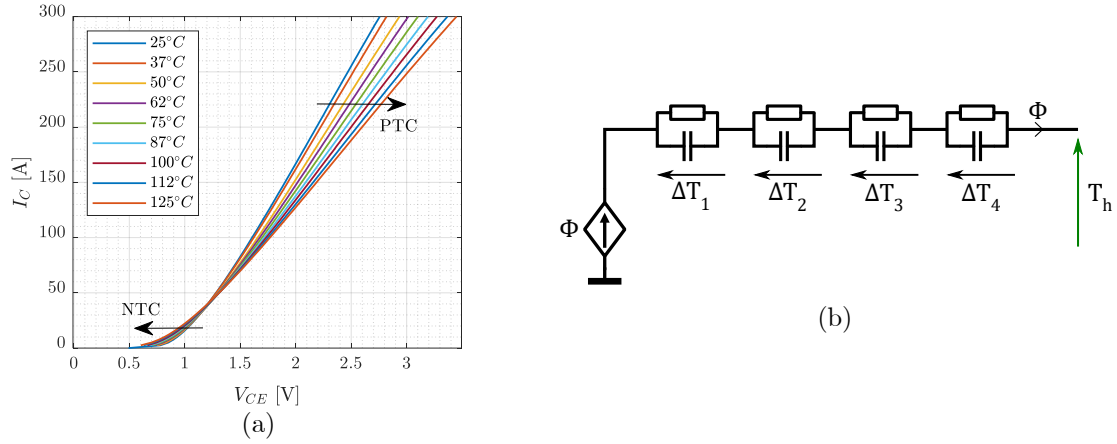 300
250
200
150
100
50
0
I_C [A]
25°C
37°C
50°C
62°C
75°C
87°C
100°C
112°C
125°C
PTC
NTC
0 0.5 1 1.5 2 2.5 3
V_CE [V]
(a)
Φ
Φ
ΔT_1 ΔT_2 ΔT_3 ΔT_4
T_h
(b)